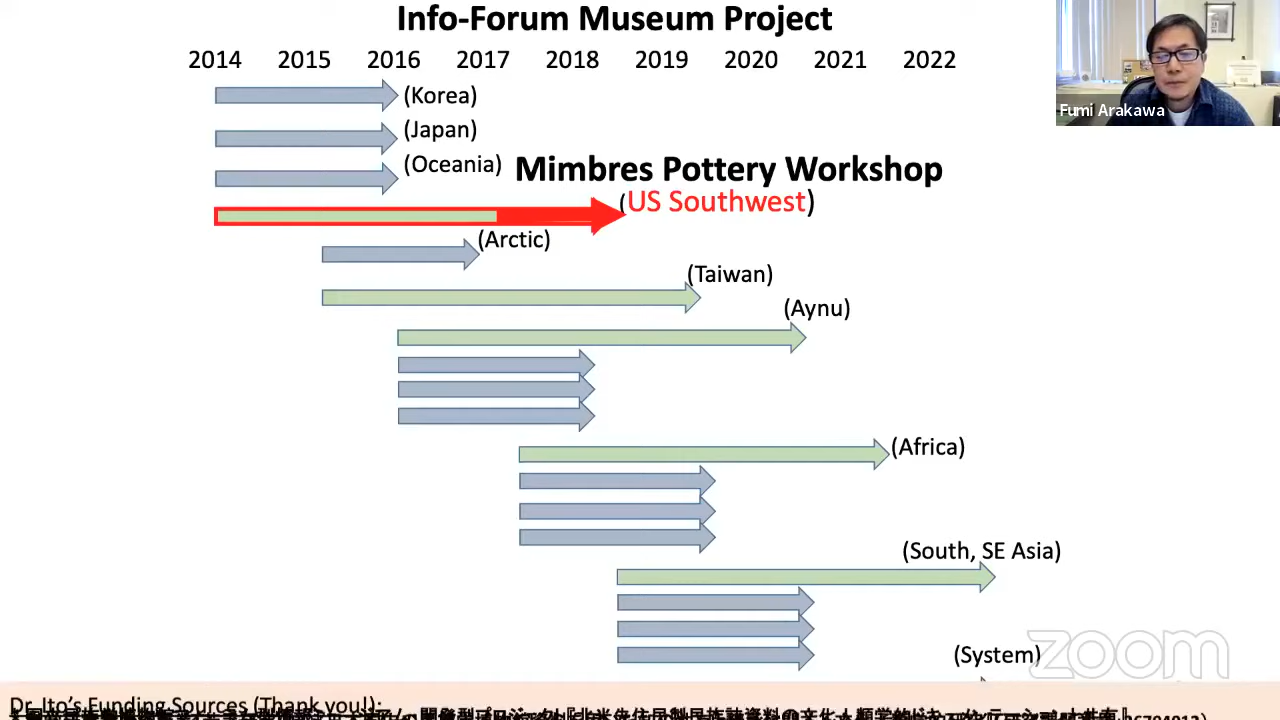 Info-Forum Museum Project
2014 2015 2016 2017 2018 2019 2020 2021 2022
Fumi Arakawa
(Korea)
(Japan)
(Oceania)
Mimbres Pottery Workshop
(US Southwest)
(Arctic)
(Taiwan)
(Aynu)
(Africa)
(South, SE Asia)
(System)
zoom
Dr. Ito's Funding Sources (Thank you!):